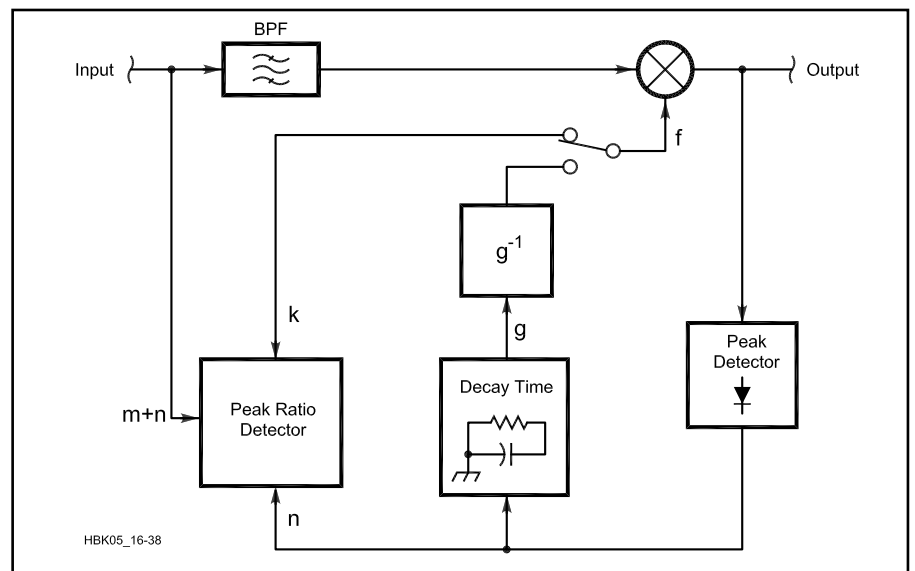 BPF
Input
Output
f
g-1
k
g
Peak
Detector
Decay Time
m+n
Peak Ratio
Detector
n
HBK05_16-38